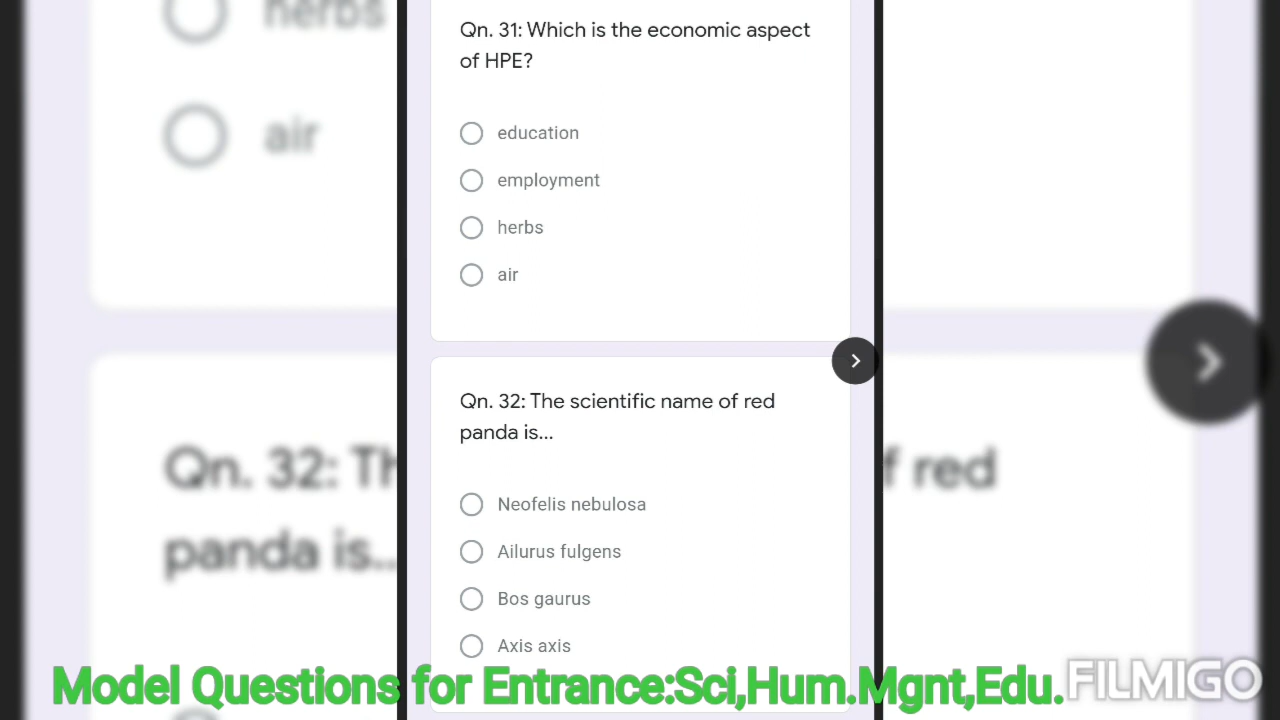 herbs
air
Qn. 31: Which is the economic aspect
of HPE?
education
employment
herbs
air
Qn. 32: The scientific name of red
panda is...
Neofelis nebulosa
Ailurus fulgens
Bos gaurus
Axis axis
Qn. 32: Th
f red
panda is..
Model Questions for Entrance:Sci,Hum.Mgnt,Edu.
FILMIGO